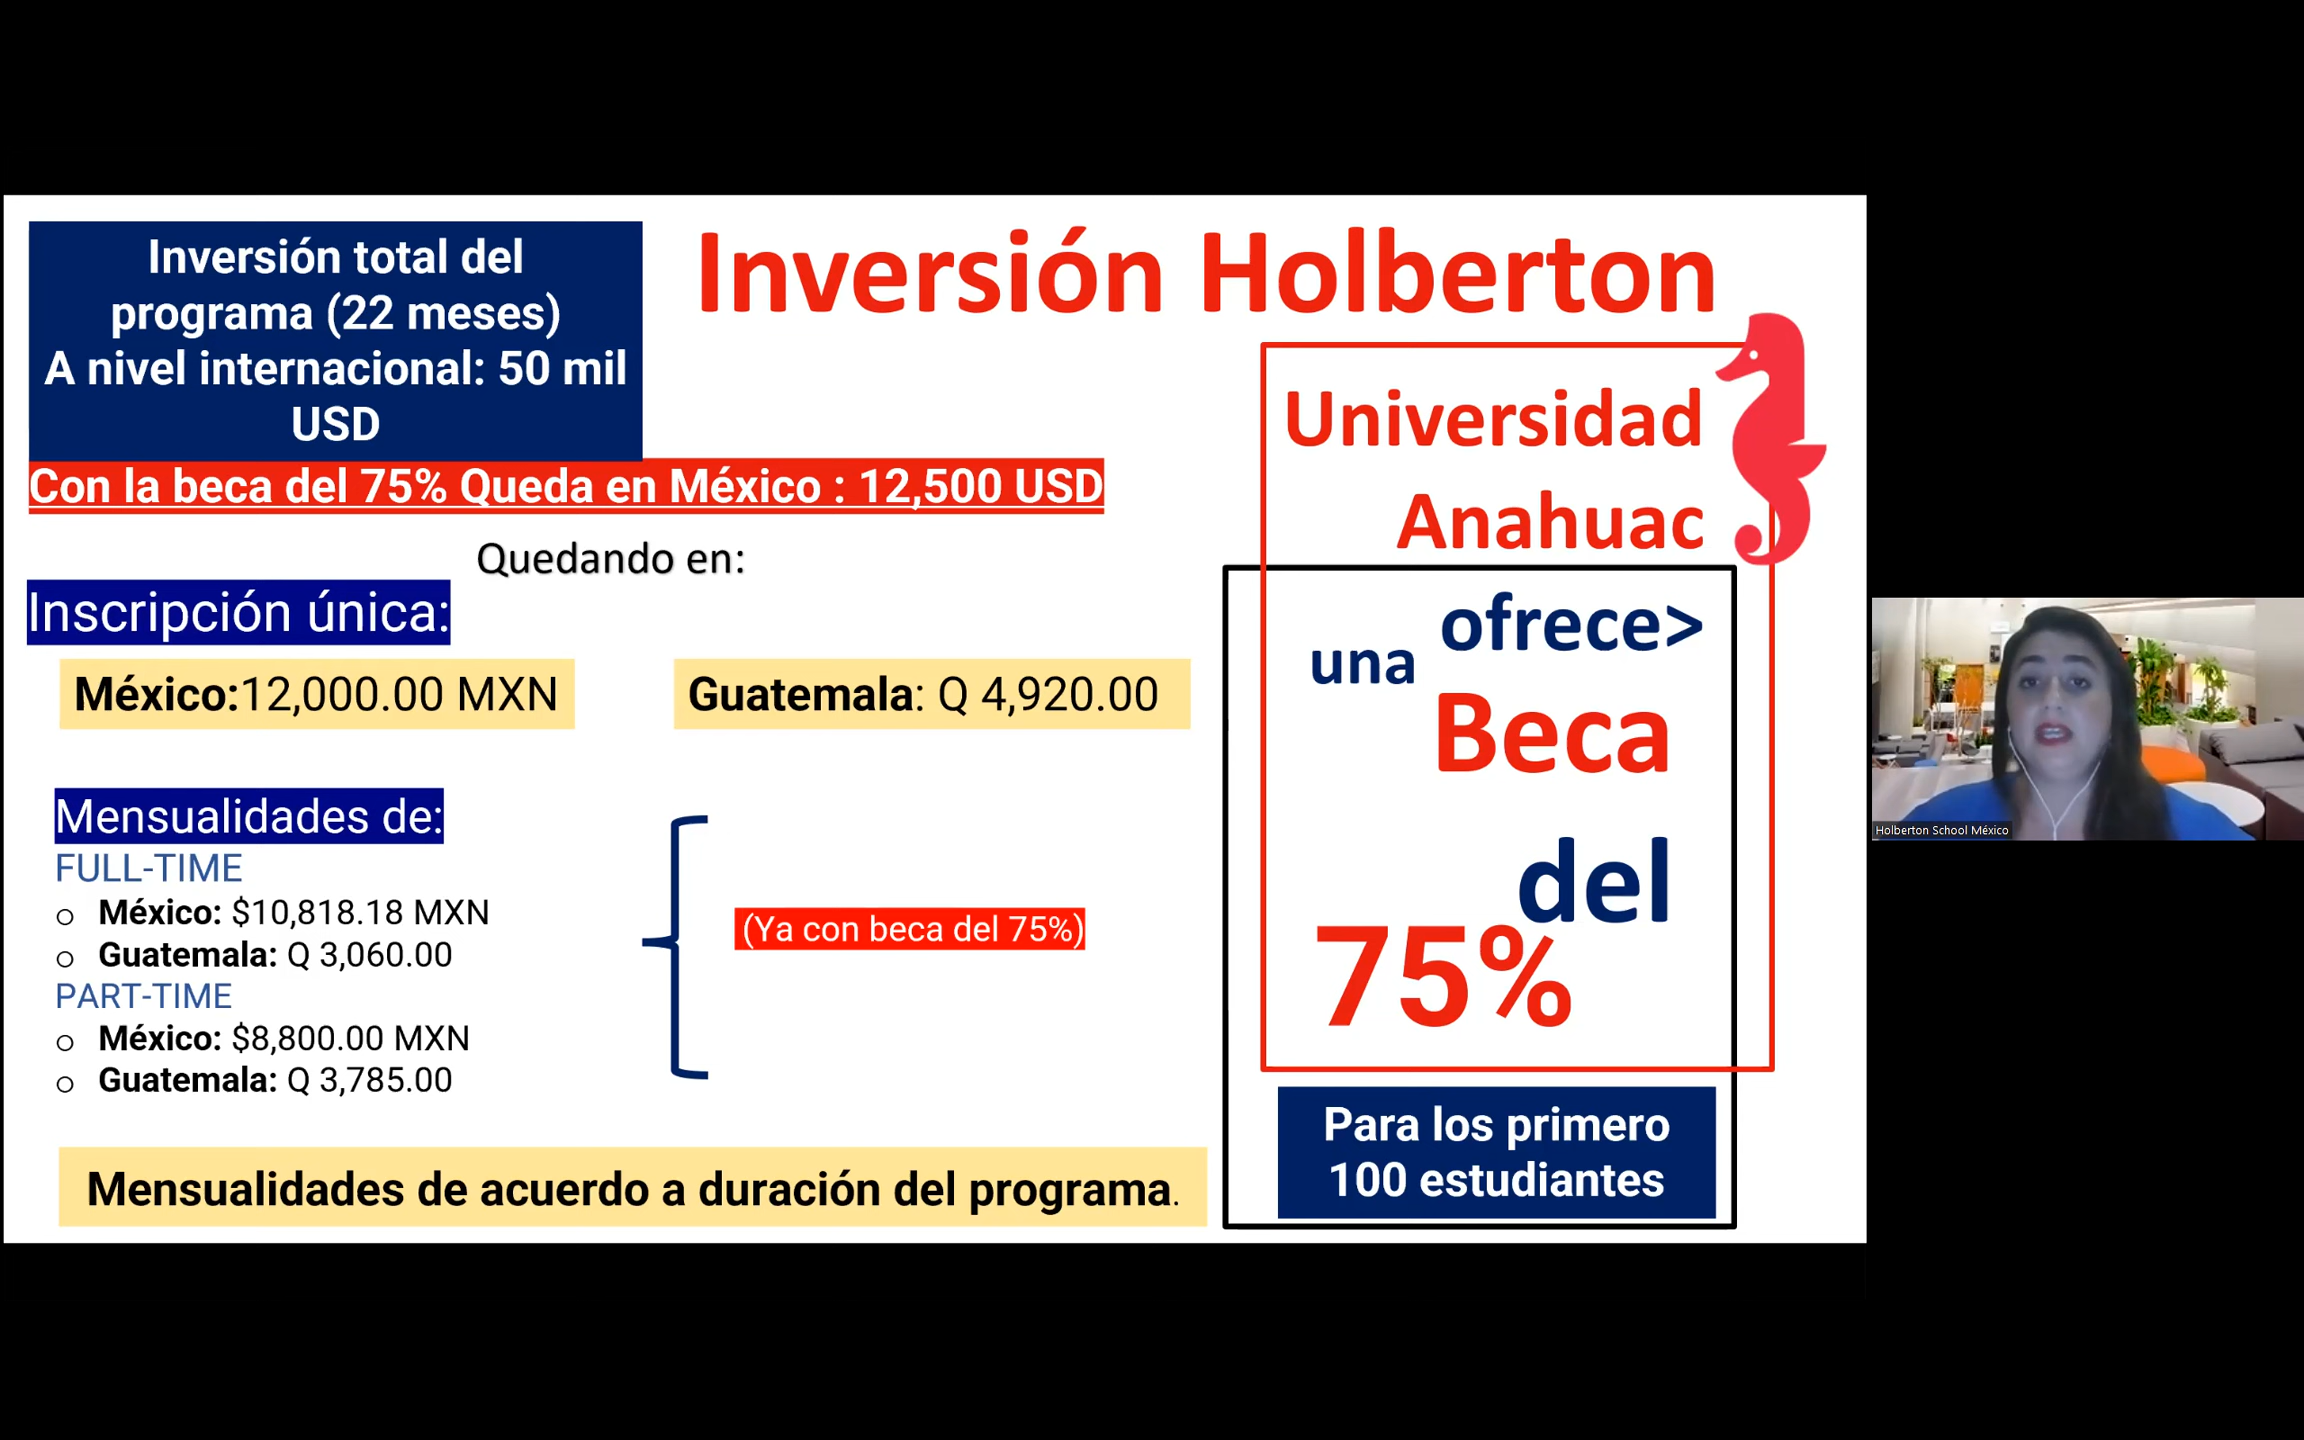 Inversión total del
programa (22 meses)
A nivel internacional: 50 mil
USD
Con la beca del 75% Queda en México : 12,500 USD
Inversión Holberton
Quedando en:
Inscripción única:
México:12,000.00 MXN
Guatemala: Q 4,920.00
Mensualidades de:
FULL-TIME
México: $10,818.18 MXN
Guatemala: Q 3,060.00
PART-TIME
México: $8,800.00 MXN
Guatemala: Q 3,785.00
(Ya con beca del 75%)
Mensualidades de acuerdo a duración del programa.
Universidad
Anahuac
ofrece>
una
Beca
del
75%
Para los primero
100 estudiantes
Holberton School México